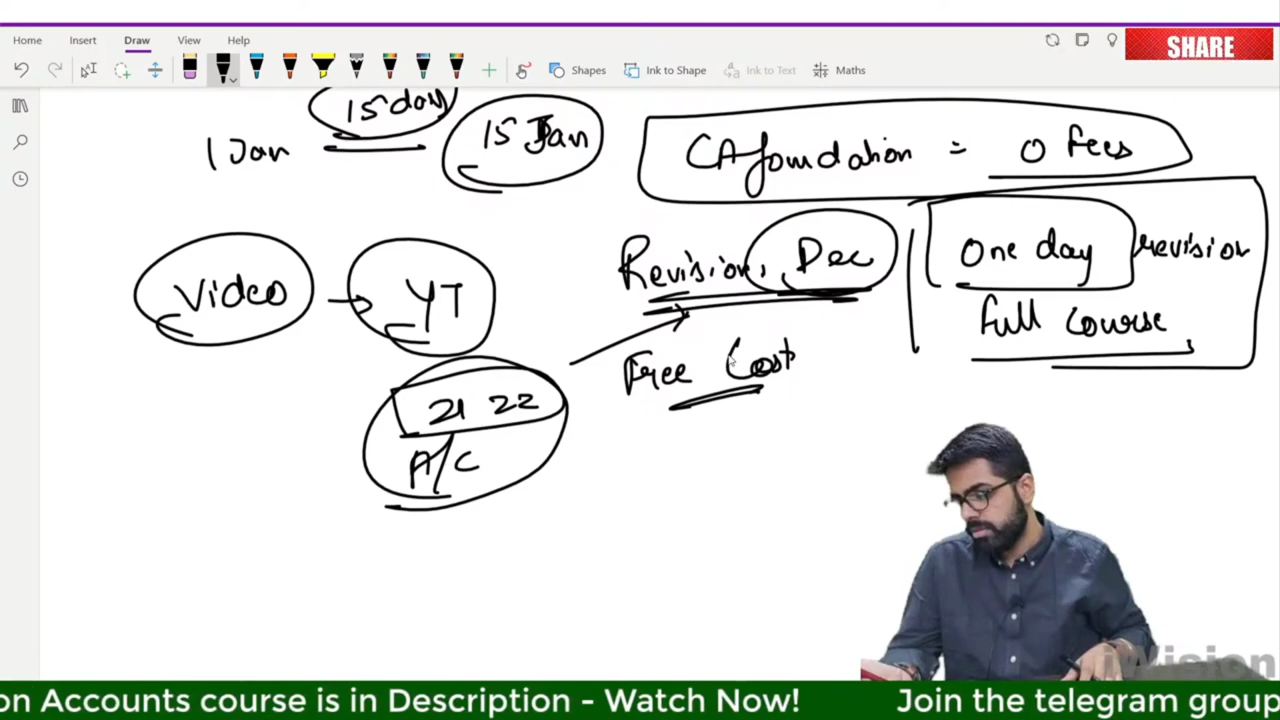 Home Insert Draw View Help
SHARE
Shapes Ink to Shape Ink to Text Maths
15 day
1 Jan
15 Jan
CA foundation = 0 Fees
Revision, Dec
One day revision
Full Course
Video → YT
Free Cost
21 22
A/C
on Accounts course is in Description - Watch Now! Join the telegram group